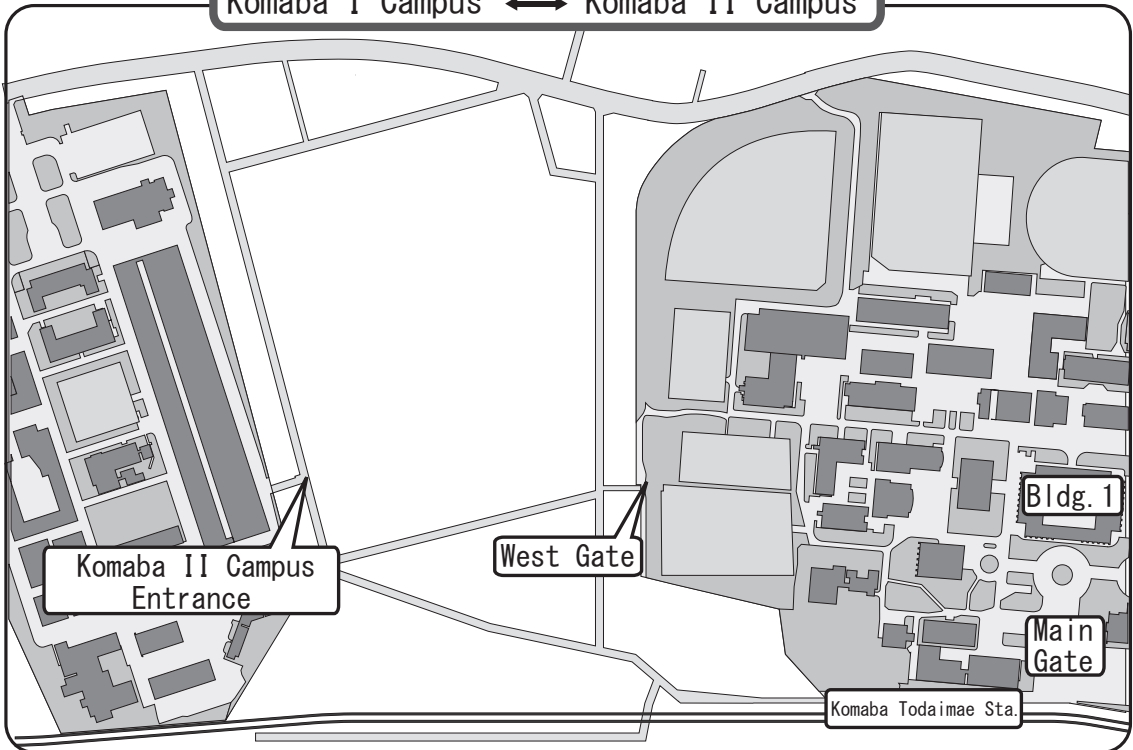 Komaba I Campus ⟷ Komaba II Campus
Bldg. 1
West Gate
Komaba II Campus
Entrance
Main
Gate
Komaba Todaimae Sta.